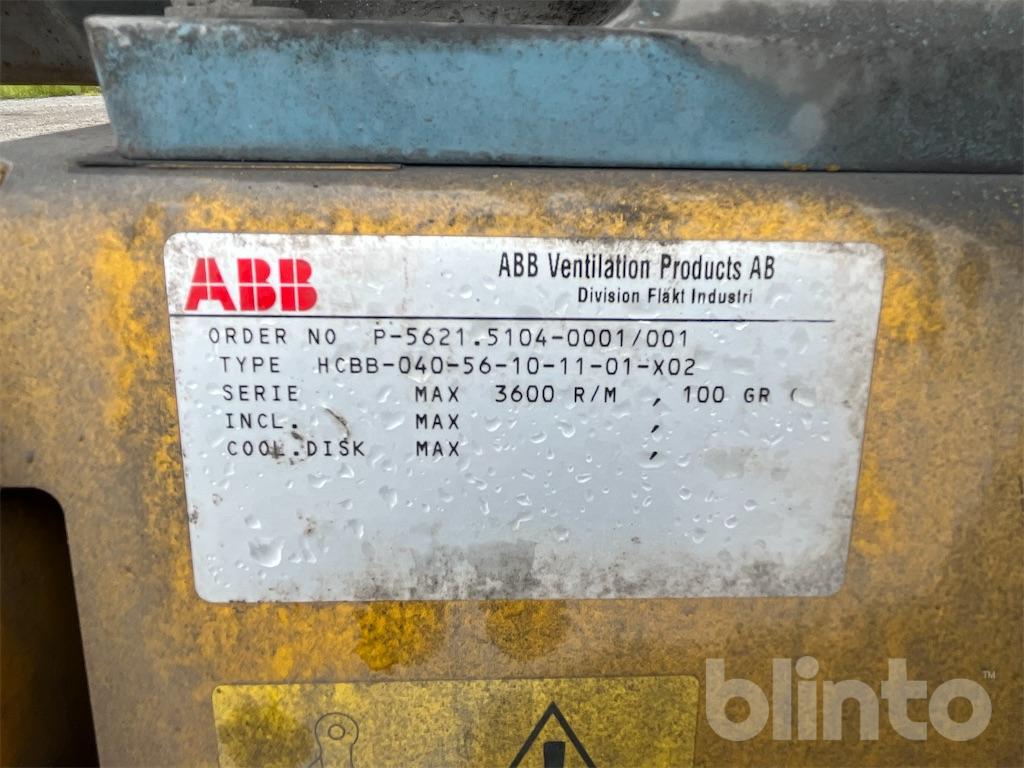 ABB
ABB Ventilation Products AB
Division Fläkt Industri
ORDER NO P-5621.5104-0001/001
TYPE HCBB-040-56-10-11-01-X02
SERIE MAX 3600 R/M , 100 GR C
INCL. MAX ,
COOL.DISK MAX ,
blinto™